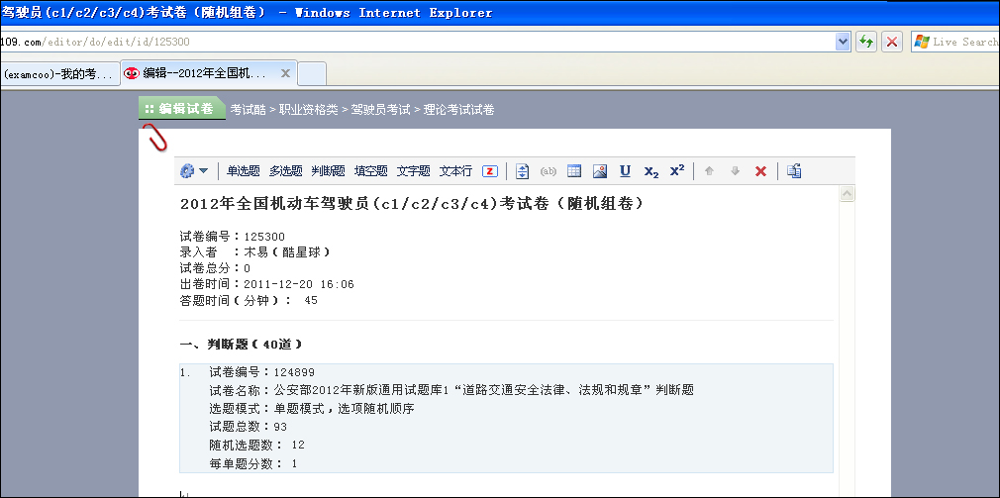 驾驶员(c1/c2/c3/c4)考试卷（随机组卷） - Windows Internet Explorer
109.com/editor/do/edit/id/125300
Live Search
(examcoo)-我的考... 编辑--2012年全国机...
编辑试卷 考试酷 > 职业资格类 > 驾驶员考试 > 理论考试试卷
单选题 多选题 判断题 填空题 文字题 文本行 Z (ab) U X₂ X²
2012年全国机动车驾驶员(c1/c2/c3/c4)考试卷（随机组卷）
试卷编号：125300
录入者 ：木易（酷星球）
试卷总分：0
出卷时间：2011-12-20 16:06
答题时间（分钟）： 45
一、判断题（40道）
1. 试卷编号：124899
试卷名称：公安部2012年新版通用试题库1“道路交通安全法律、法规和规章”判断题
选题模式：单题模式，选项随机顺序
试题总数：93
随机选题数： 12
每单题分数： 1